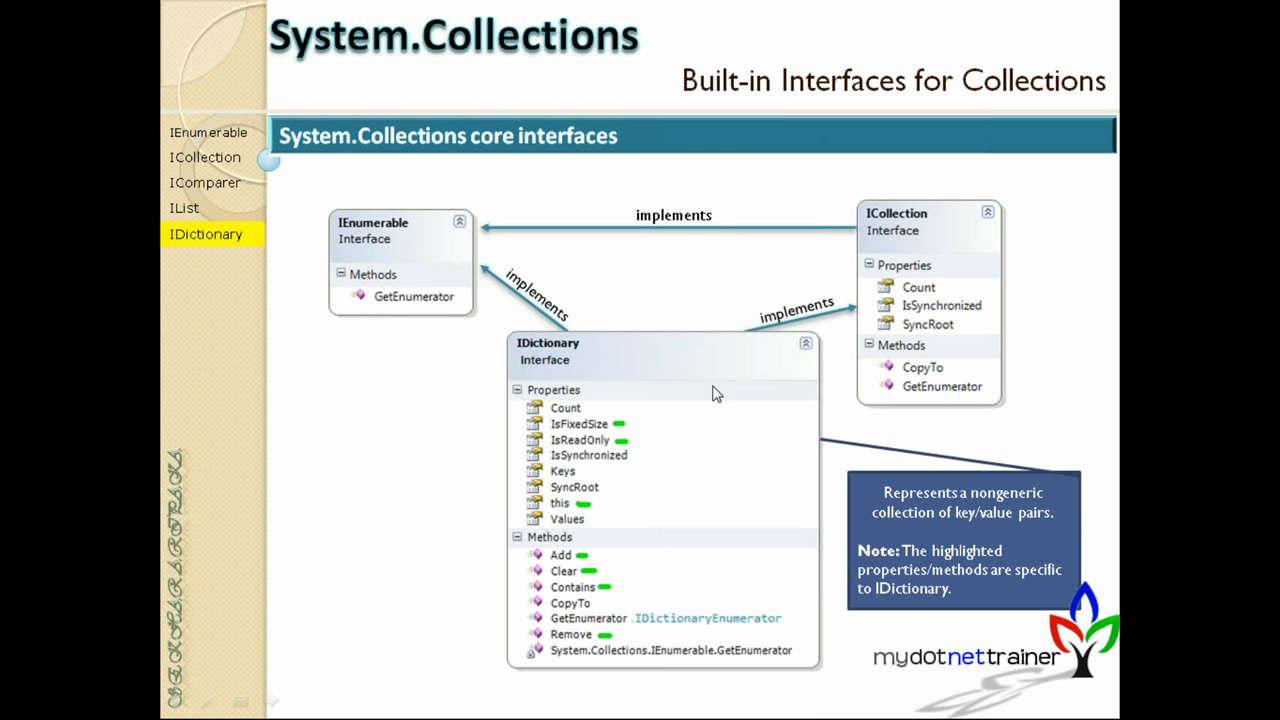 System.Collections
Built-in Interfaces for Collections
System.Collections core interfaces
IEnumerable
ICollection
IComparer
IList
IDictionary
IEnumerable
Interface
Methods
GetEnumerator
implements
ICollection
Interface
Properties
Count
IsSynchronized
SyncRoot
Methods
CopyTo
GetEnumerator
implements
implements
IDictionary
Interface
Properties
Count
IsFixedSize
IsReadOnly
IsSynchronized
Keys
SyncRoot
this
Values
Methods
Add
Clear
Contains
CopyTo
GetEnumerator IDictionaryEnumerator
Remove
System.Collections.IEnumerable.GetEnumerator
Represents a nongeneric
collection of key/value pairs.
Note: The highlighted
properties/methods are specific
to IDictionary.
mydotnettrainer